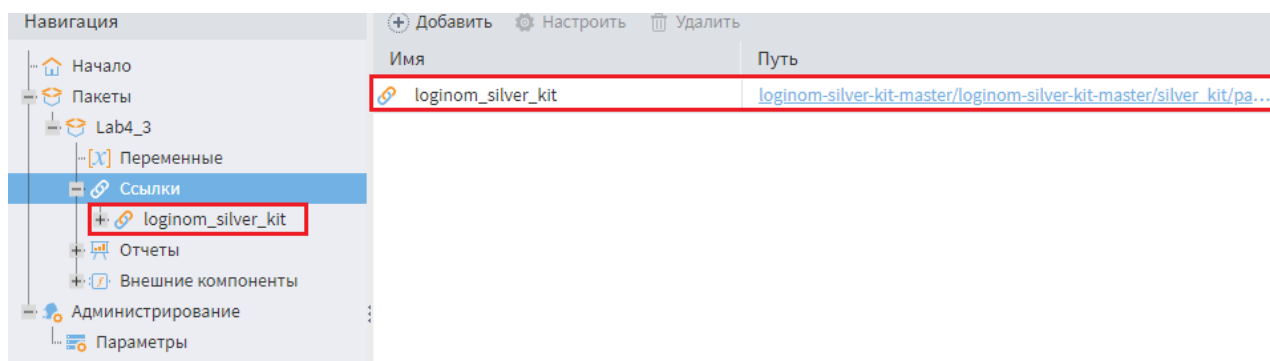 Навигация
Добавить Настроить Удалить
Имя Путь
Начало
Пакеты
loginom_silver_kit loginom-silver-kit-master/loginom-silver-kit-master/silver_kit/pa...
Lab4_3
[X] Переменные
Ссылки
loginom_silver_kit
Отчеты
Внешние компоненты
Администрирование
Параметры